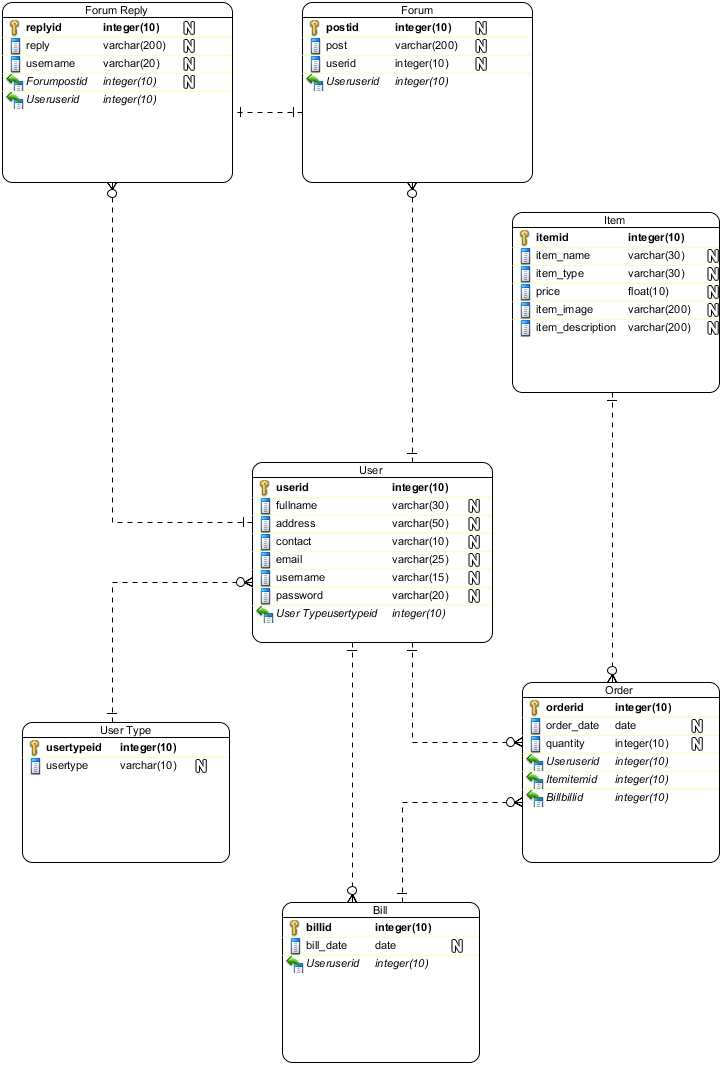 Forum Reply
replyid integer(10) N
reply varchar(200) N
username varchar(20) N
Forumpostid integer(10) N
Useruserid integer(10)
Forum
postid integer(10) N
post varchar(200) N
userid integer(10) N
Useruserid integer(10)
Item
itemid integer(10)
item_name varchar(30) N
item_type varchar(30) N
price float(10) N
item_image varchar(200) N
item_description varchar(200) N
User
userid integer(10)
fullname varchar(30) N
address varchar(50) N
contact varchar(10) N
email varchar(25) N
username varchar(15) N
password varchar(20) N
User Typeusertypeid integer(10)
User Type
usertypeid integer(10)
usertype varchar(10) N
Order
orderid integer(10)
order_date date N
quantity integer(10) N
Useruserid integer(10)
Itemitemid integer(10)
Billbillid integer(10)
Bill
billid integer(10)
bill_date date N
Useruserid integer(10)